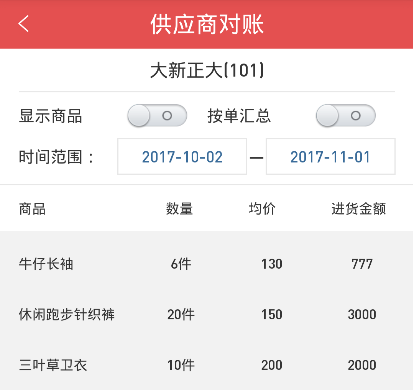 供应商对账
大新正大(101)
显示商品 按单汇总
时间范围： 2017-10-02 — 2017-11-01
商品 数量 均价 进货金额
牛仔长袖 6件 130 777
休闲跑步针织裤 20件 150 3000
三叶草卫衣 10件 200 2000